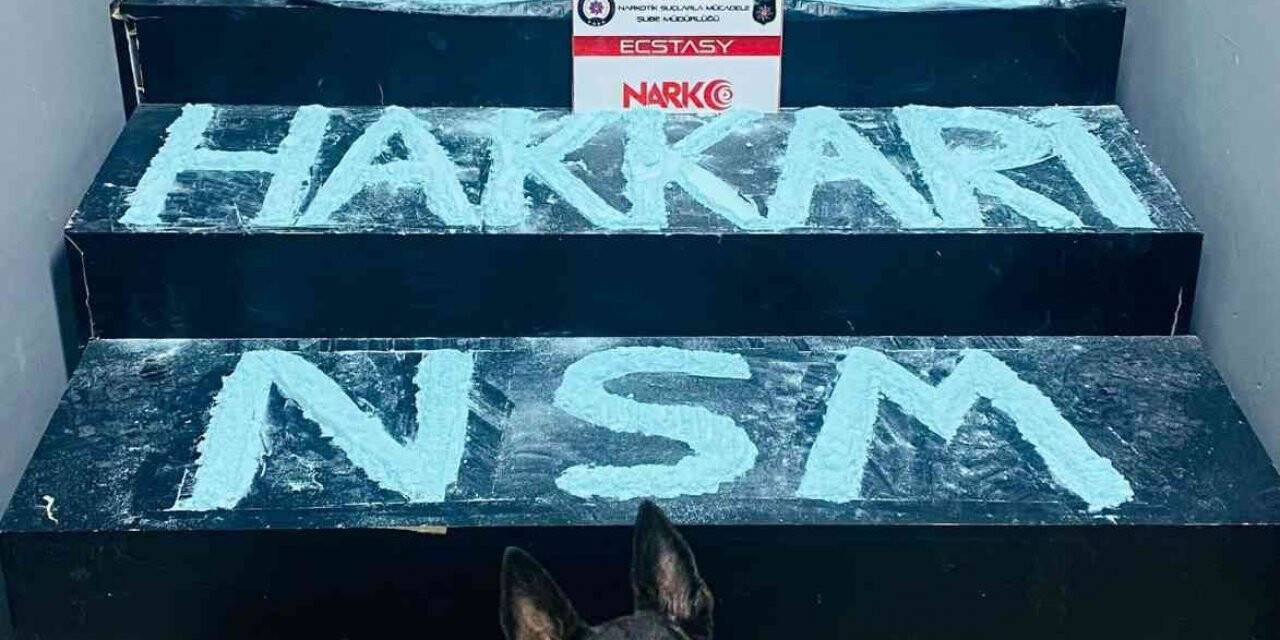 NARKOTİK SUÇLARLA MÜCADELE
ŞUBE MÜDÜRLÜĞÜ
ECSTASY
NARKO
HAKKARİ
NSM